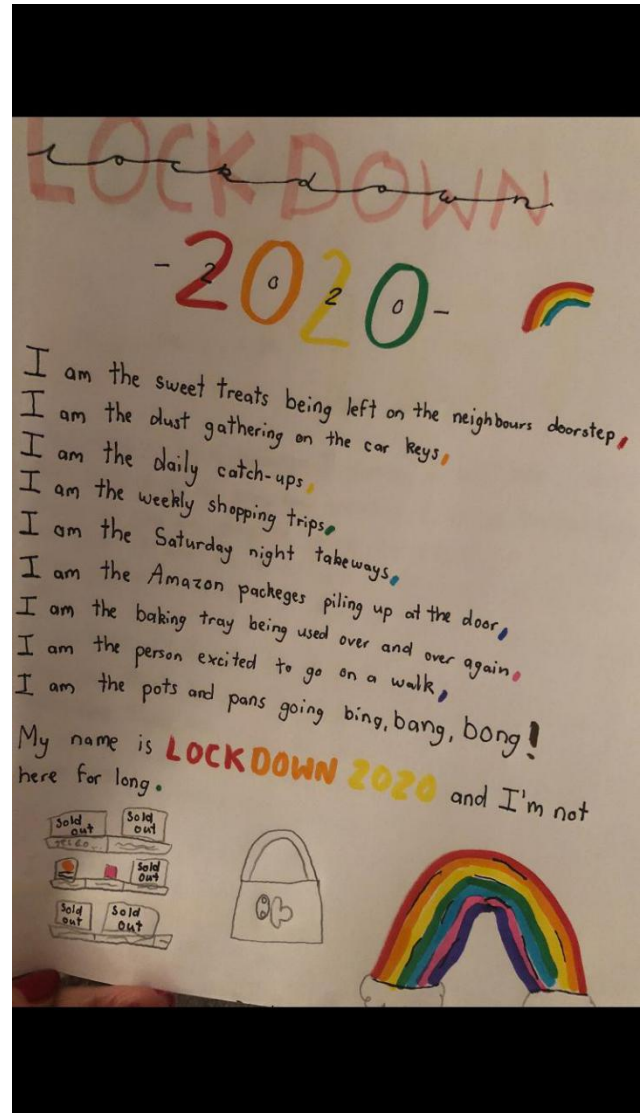 LOCKDOWN
lockdown
- 2020 -
2 0 2 0
I am the sweet treats being left on the neighbours doorstep,
I am the dust gathering on the car keys,
I am the daily catch-ups,
I am the weekly shopping trips,
I am the Saturday night takeways,
I am the Amazon packeges piling up at the door,
I am the baking tray being used over and over again,
I am the person excited to go on a walk,
I am the pots and pans going bing, bang, bong!
My name is LOCKDOWN 2020 and I'm not
here for long.
Sold out Sold out
Sold out
Sold out Sold out